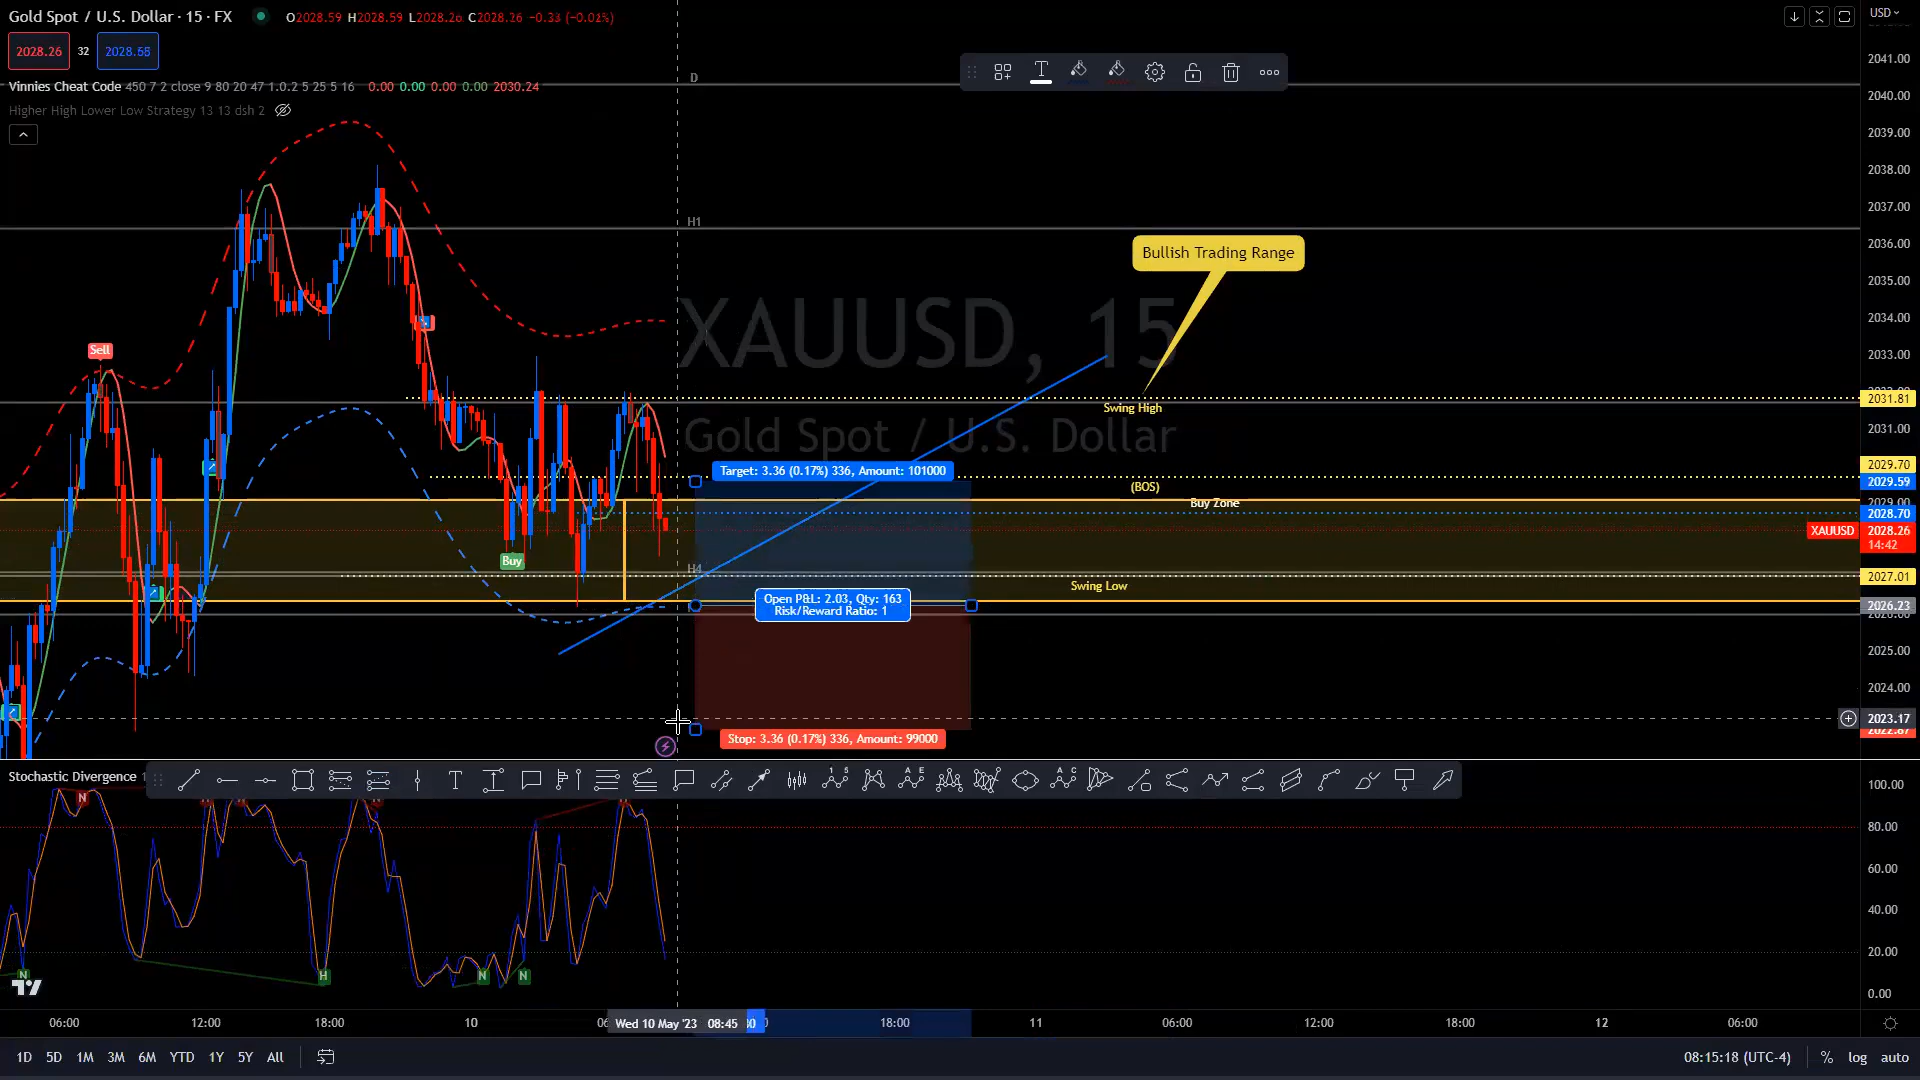 Gold Spot / U.S. Dollar · 15 · FX O2028.59 H2028.59 L2028.26 C2028.26 -0.33 (-0.02%)
USD
2028.26 32 2028.58
Vinnies Cheat Code 450 7 2 close 9 80 20 47 1.0.2 5 25 5 16 0.00 0.00 0.00 0.00 2030.24
Higher High Lower Low Strategy 13 13 dsh 2
D
2041.00
2040.00
2039.00
2038.00
2037.00
H1
2036.00
Bullish Trading Range
2035.00
2034.00
XAUUSD, 15
Sell
2033.00
Swing High
2031.81
Gold Spot / U.S. Dollar
2031.00
Target: 3.36 (0.17%) 336, Amount: 101000
2029.70
(BOS)
2029.59
Buy Zone
2029.00
2028.70
XAUUSD 2028.26
14:42
Buy
H4
Swing Low
2027.01
Open P&L: 2.03, Qty: 163
Risk/Reward Ratio: 1
2026.23
2025.00
2024.00
2023.17
2022.87
Stop: 3.36 (0.17%) 336, Amount: 99000
Stochastic Divergence
100.00
N
H
N
N
N
80.00
60.00
40.00
20.00
0.00
06:00 12:00 18:00 10 Wed 10 May '23 08:45 18:00 11 06:00 12:00 18:00 12 06:00
1D 5D 1M 3M 6M YTD 1Y 5Y All 08:15:18 (UTC-4) % log auto